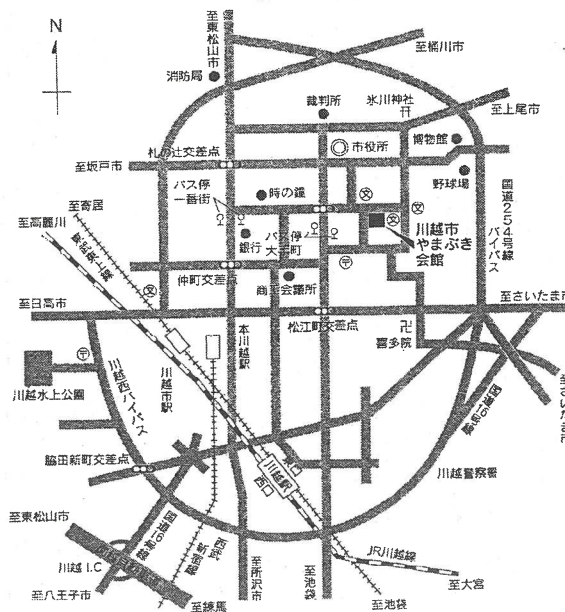 N
至東松山市
至桶川市
消防局
裁判所
氷川神社
至上尾市
市役所
博物館
札の辻交差点
至坂戸市
野球場
国道254号線
バイパス
時の鐘
バス停
一番街
至寄居
至高麗川
東武東上線
銀行
バス停
大手町
川越市
やまぶき
会館
仲町交差点
商工会議所
至日高市
至さいたま市
松江町交差点
喜多院
本川越駅
川越市駅
川越水上公園
川越西バイパス
至さいたま市
国道16号線
脇田新町交差点
川越駅
東口
西口
川越警察署
至東松山市
国道16号線
西武新宿線
川越I.C
JR川越線
至八王子市
至練馬
至所沢市
至池袋
至池袋
至大宮